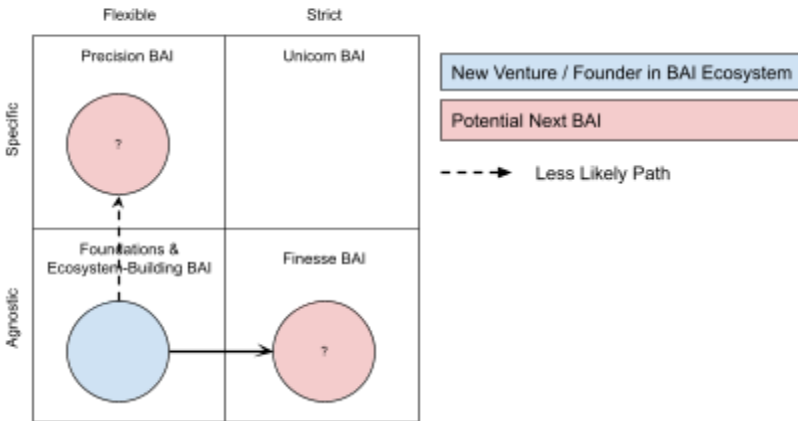 Flexible
Strict
Precision BAI
Unicorn BAI
New Venture / Founder in BAI Ecosystem
Specific
Potential Next BAI
?
Less Likely Path
Foundations &
Ecosystem-Building BAI
Finesse BAI
Agnostic
?